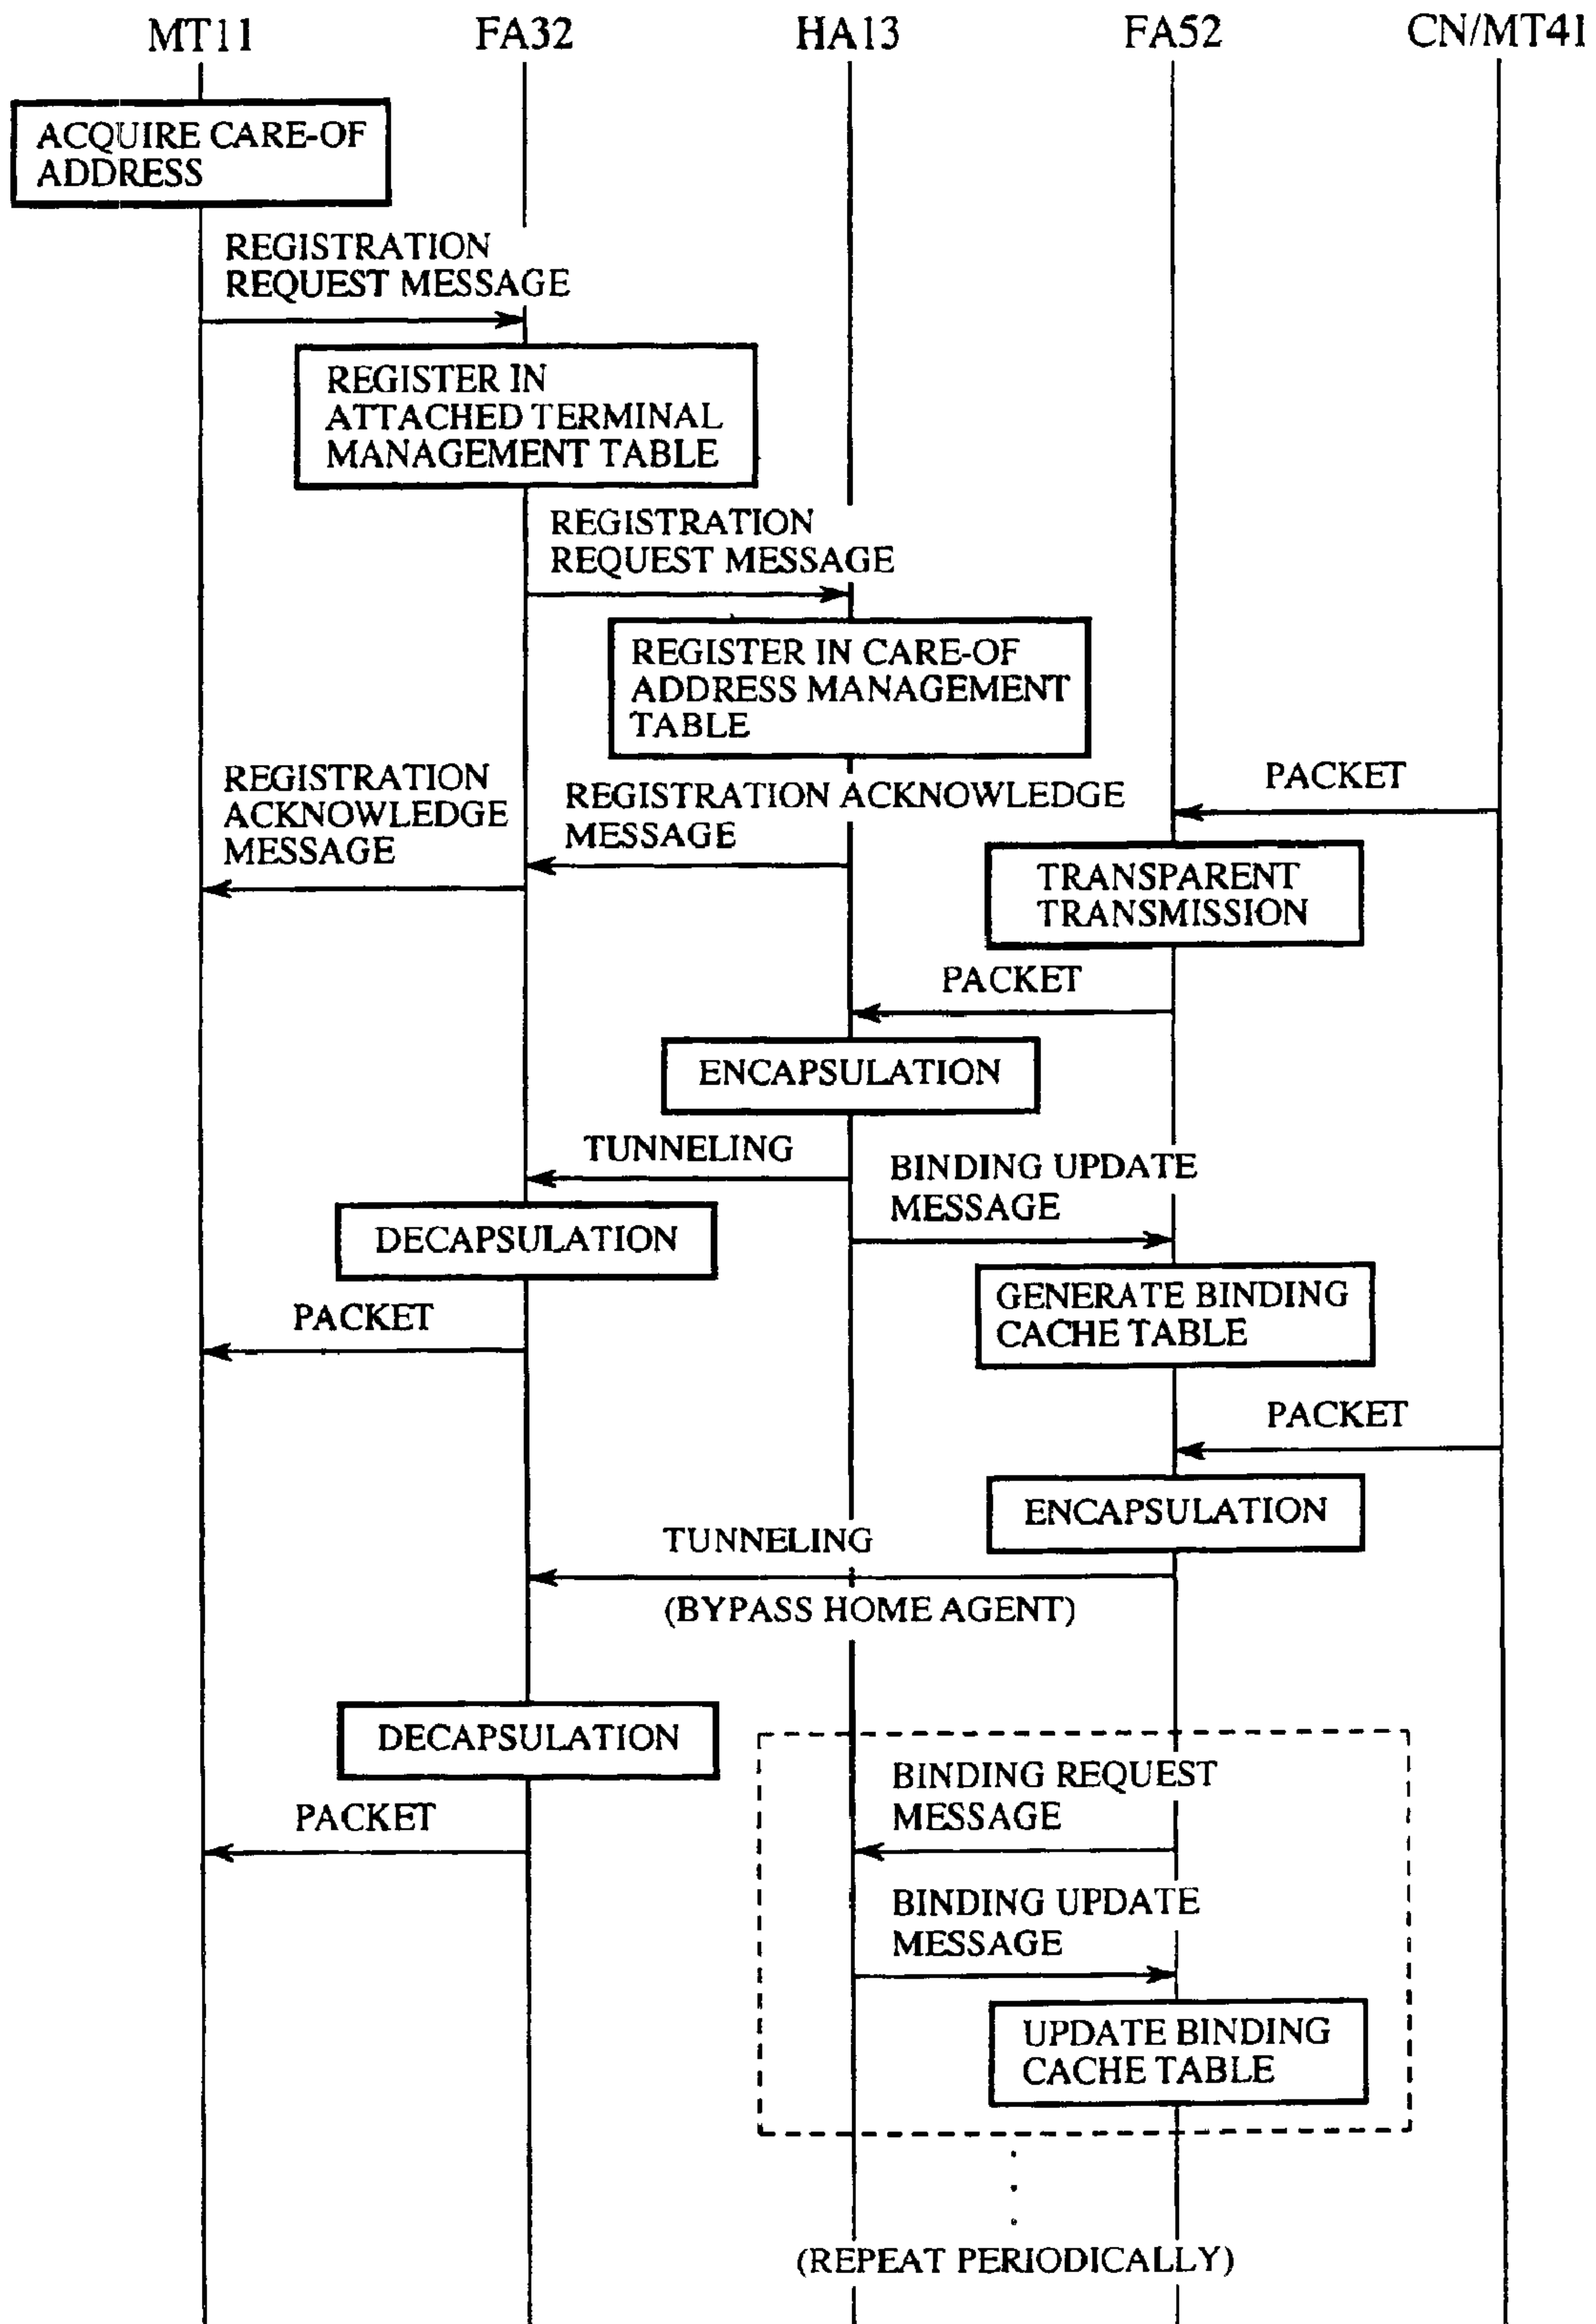 MT11 FA32 HA13 FA52 CN/MT41
ACQUIRE CARE-OF
ADDRESS
REGISTRATION
REQUEST MESSAGE
REGISTER IN
ATTACHED TERMINAL
MANAGEMENT TABLE
REGISTRATION
REQUEST MESSAGE
REGISTER IN CARE-OF
ADDRESS MANAGEMENT
TABLE
REGISTRATION
ACKNOWLEDGE
MESSAGE
REGISTRATION ACKNOWLEDGE
MESSAGE
PACKET
TRANSPARENT
TRANSMISSION
PACKET
ENCAPSULATION
TUNNELING
BINDING UPDATE
MESSAGE
DECAPSULATION
GENERATE BINDING
CACHE TABLE
PACKET
PACKET
ENCAPSULATION
TUNNELING
(BYPASS HOME AGENT)
DECAPSULATION
BINDING REQUEST
MESSAGE
PACKET
BINDING UPDATE
MESSAGE
UPDATE BINDING
CACHE TABLE
(REPEAT PERIODICALLY)